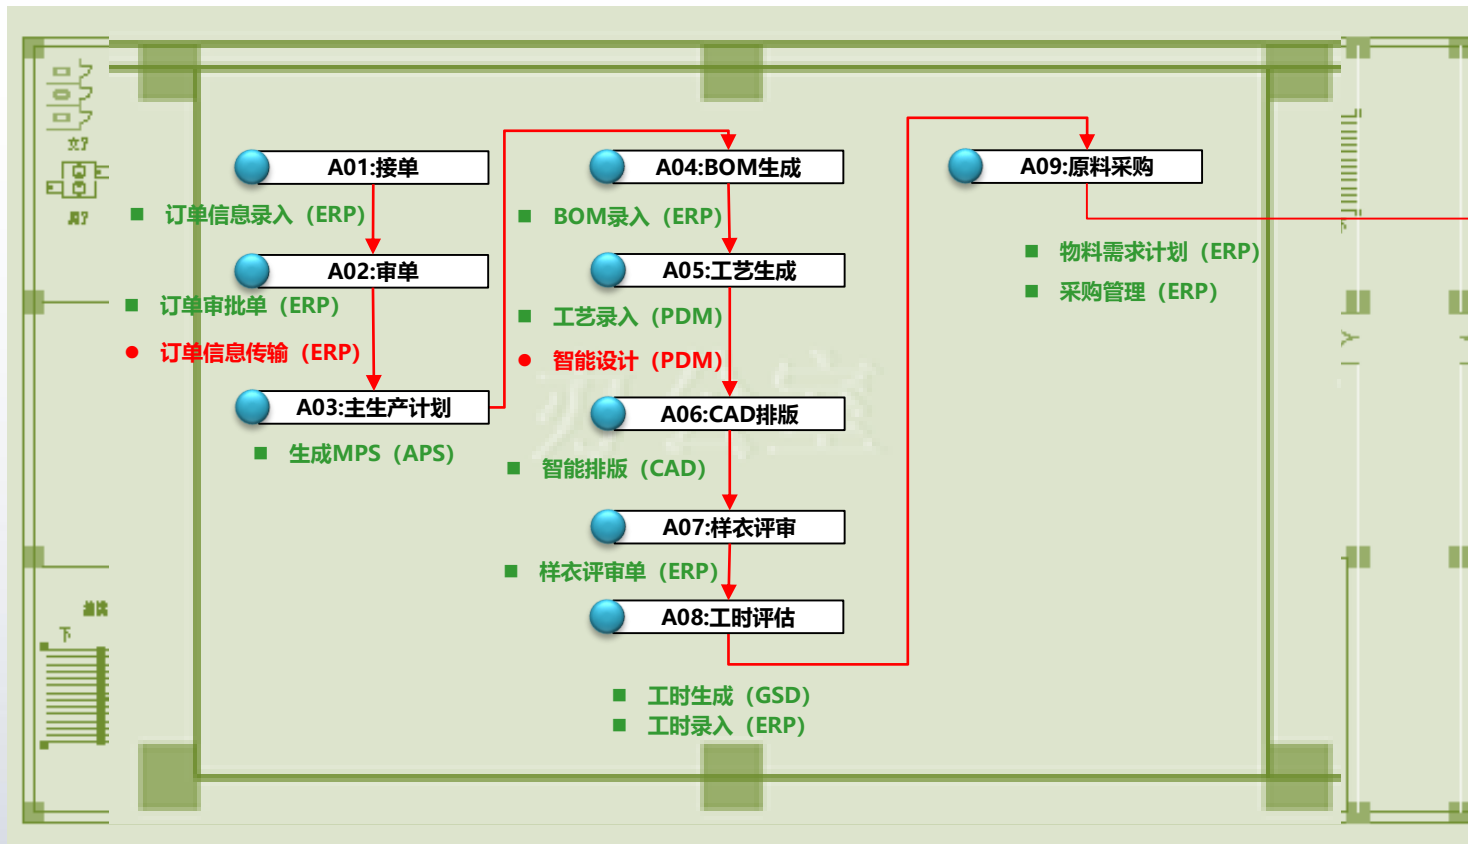 A01:接单
订单信息录入（ERP）
A02:审单
订单审批单（ERP）
订单信息传输（ERP）
A03:主生产计划
生成MPS（APS）
A04:BOM生成
BOM录入（ERP）
A05:工艺生成
工艺录入（PDM）
智能设计（PDM）
A06:CAD排版
智能排版（CAD）
A07:样衣评审
样衣评审单（ERP）
A08:工时评估
工时生成（GSD）
工时录入（ERP）
A09:原料采购
物料需求计划（ERP）
采购管理（ERP）
办公室
下